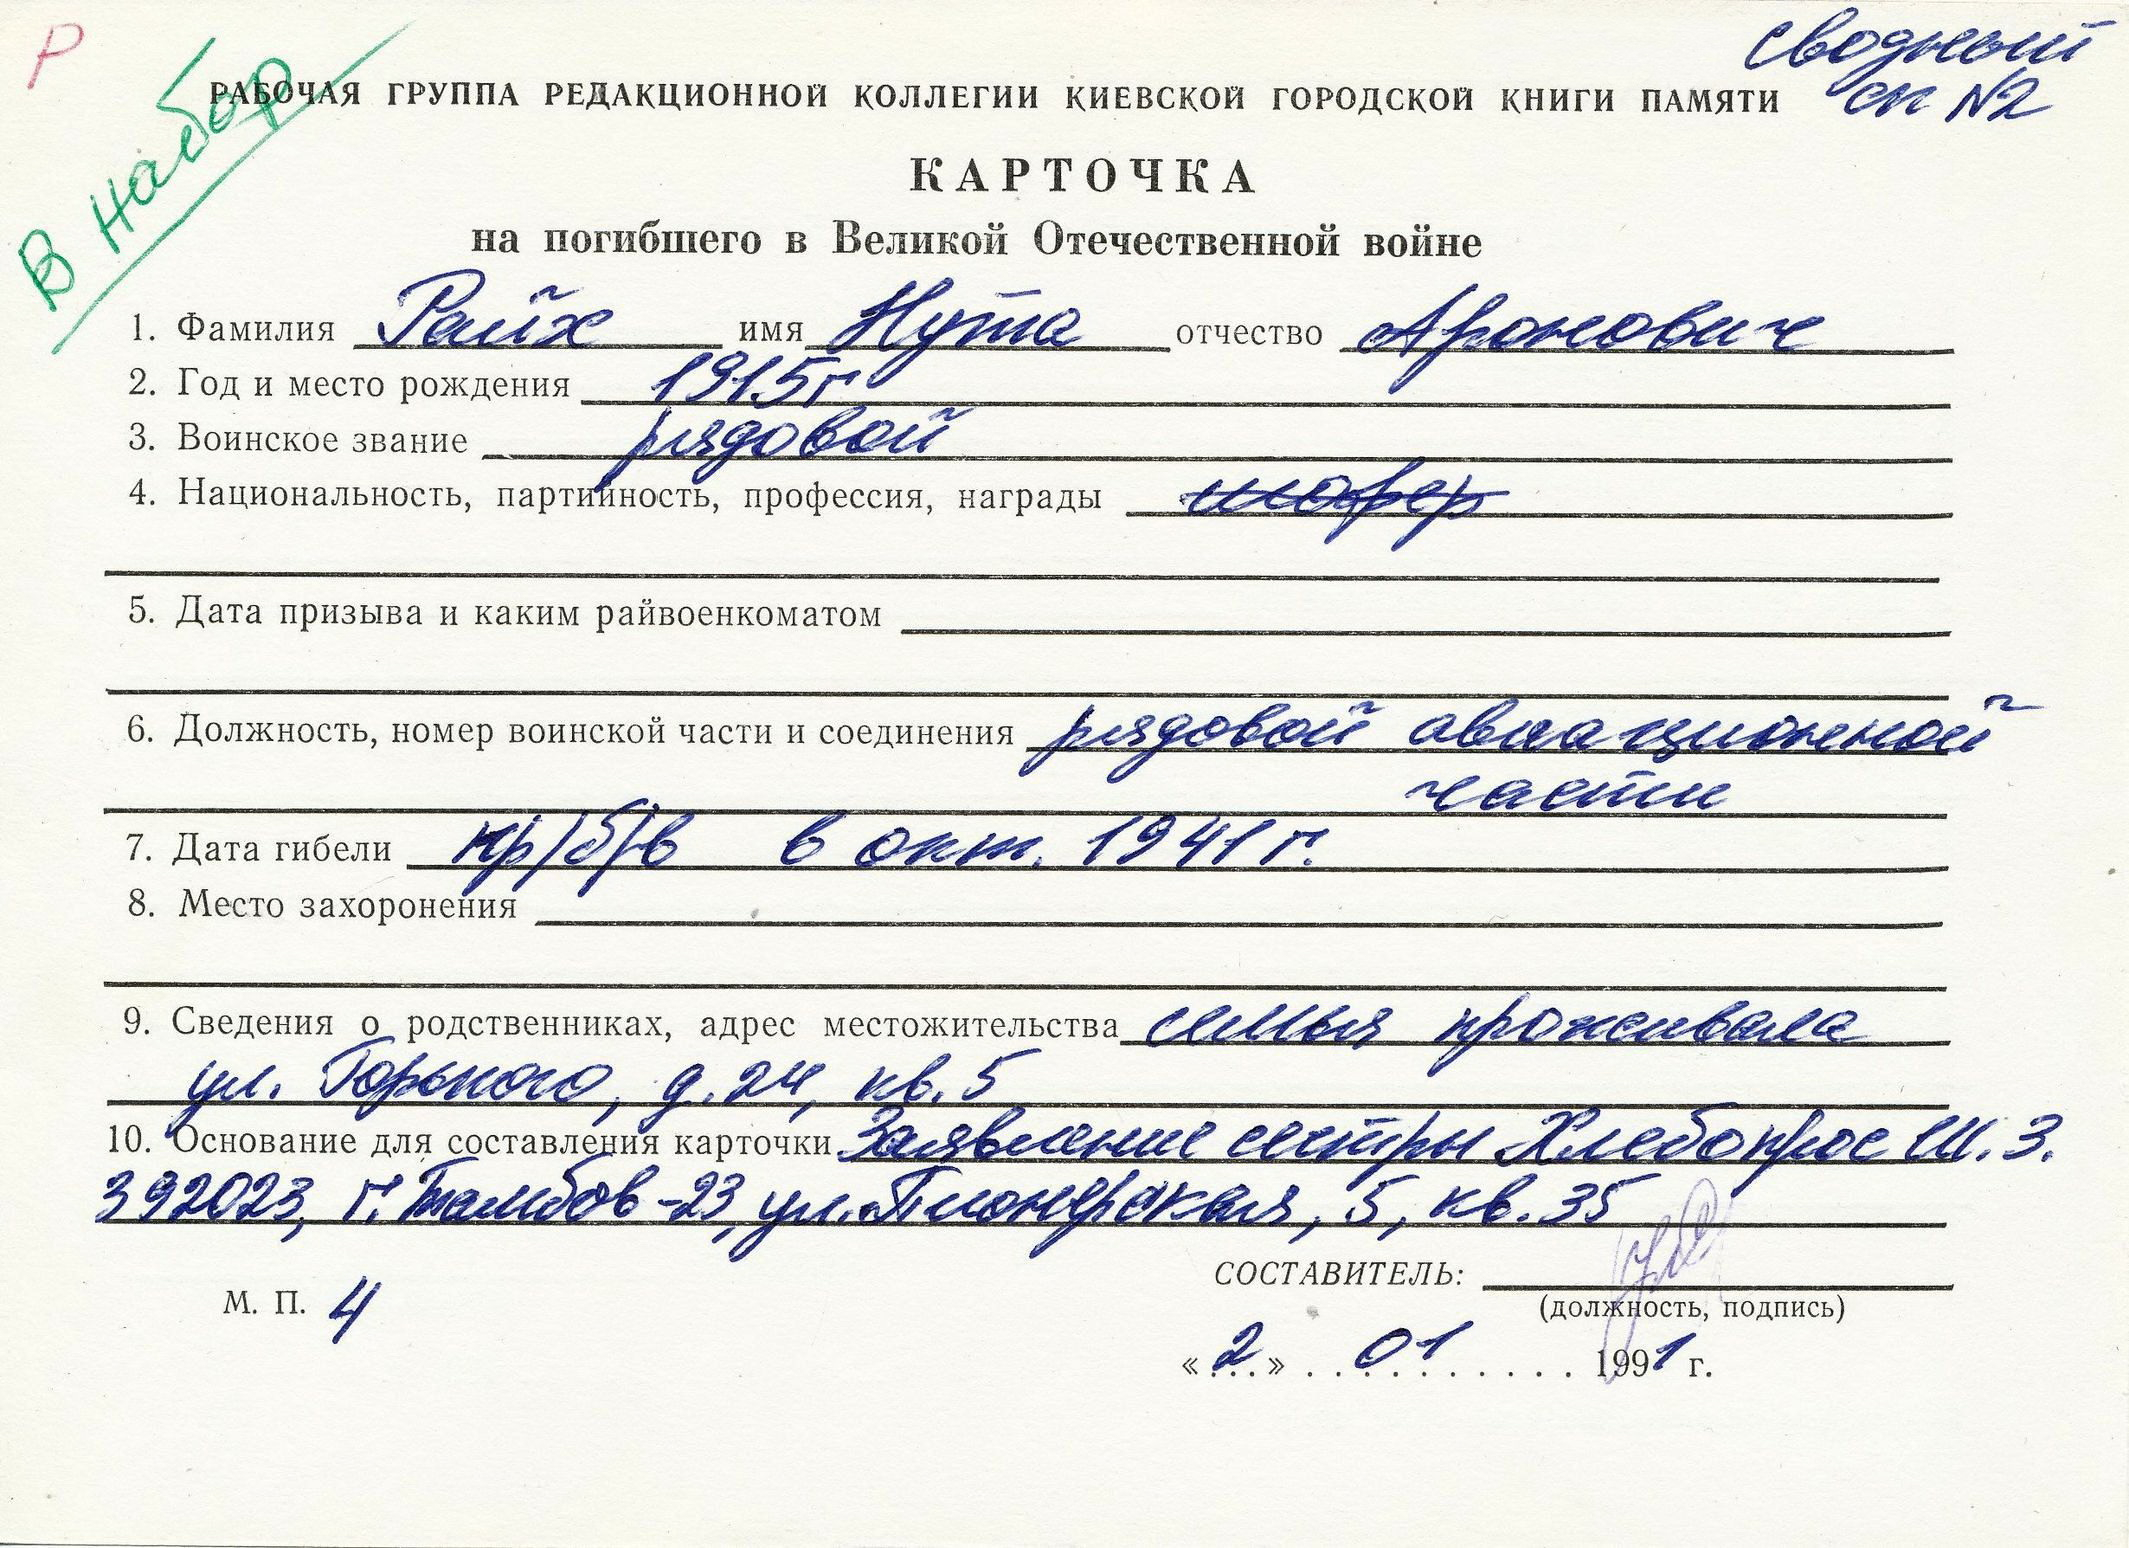 Р
В набор
сводный
сп №2
РАБОЧАЯ ГРУППА РЕДАКЦИОННОЙ КОЛЛЕГИИ КИЕВСКОЙ ГОРОДСКОЙ КНИГИ ПАМЯТИ
КАРТОЧКА
на погибшего в Великой Отечественной войне
1. Фамилия Райх имя Нута отчество Аронович
2. Год и место рождения 1915г
3. Воинское звание рядовой
4. Национальность, партийность, профессия, награды шофер
5. Дата призыва и каким райвоенкоматом
6. Должность, номер воинской части и соединения рядовой авиационной
части
7. Дата гибели пр/б/в в окт. 1941 г.
8. Место захоронения
9. Сведения о родственниках, адрес местожительства семья проживала
ул. Горького, д. 24, кв. 5
10. Основание для составления карточки Заявление сестры Хлебопрос Ш. З.
392023, г. Тамбов-23, ул. Пионерская, 5, кв. 35
СОСТАВИТЕЛЬ:
М. П. 4
(должность, подпись)
«2» 01 1991 г.